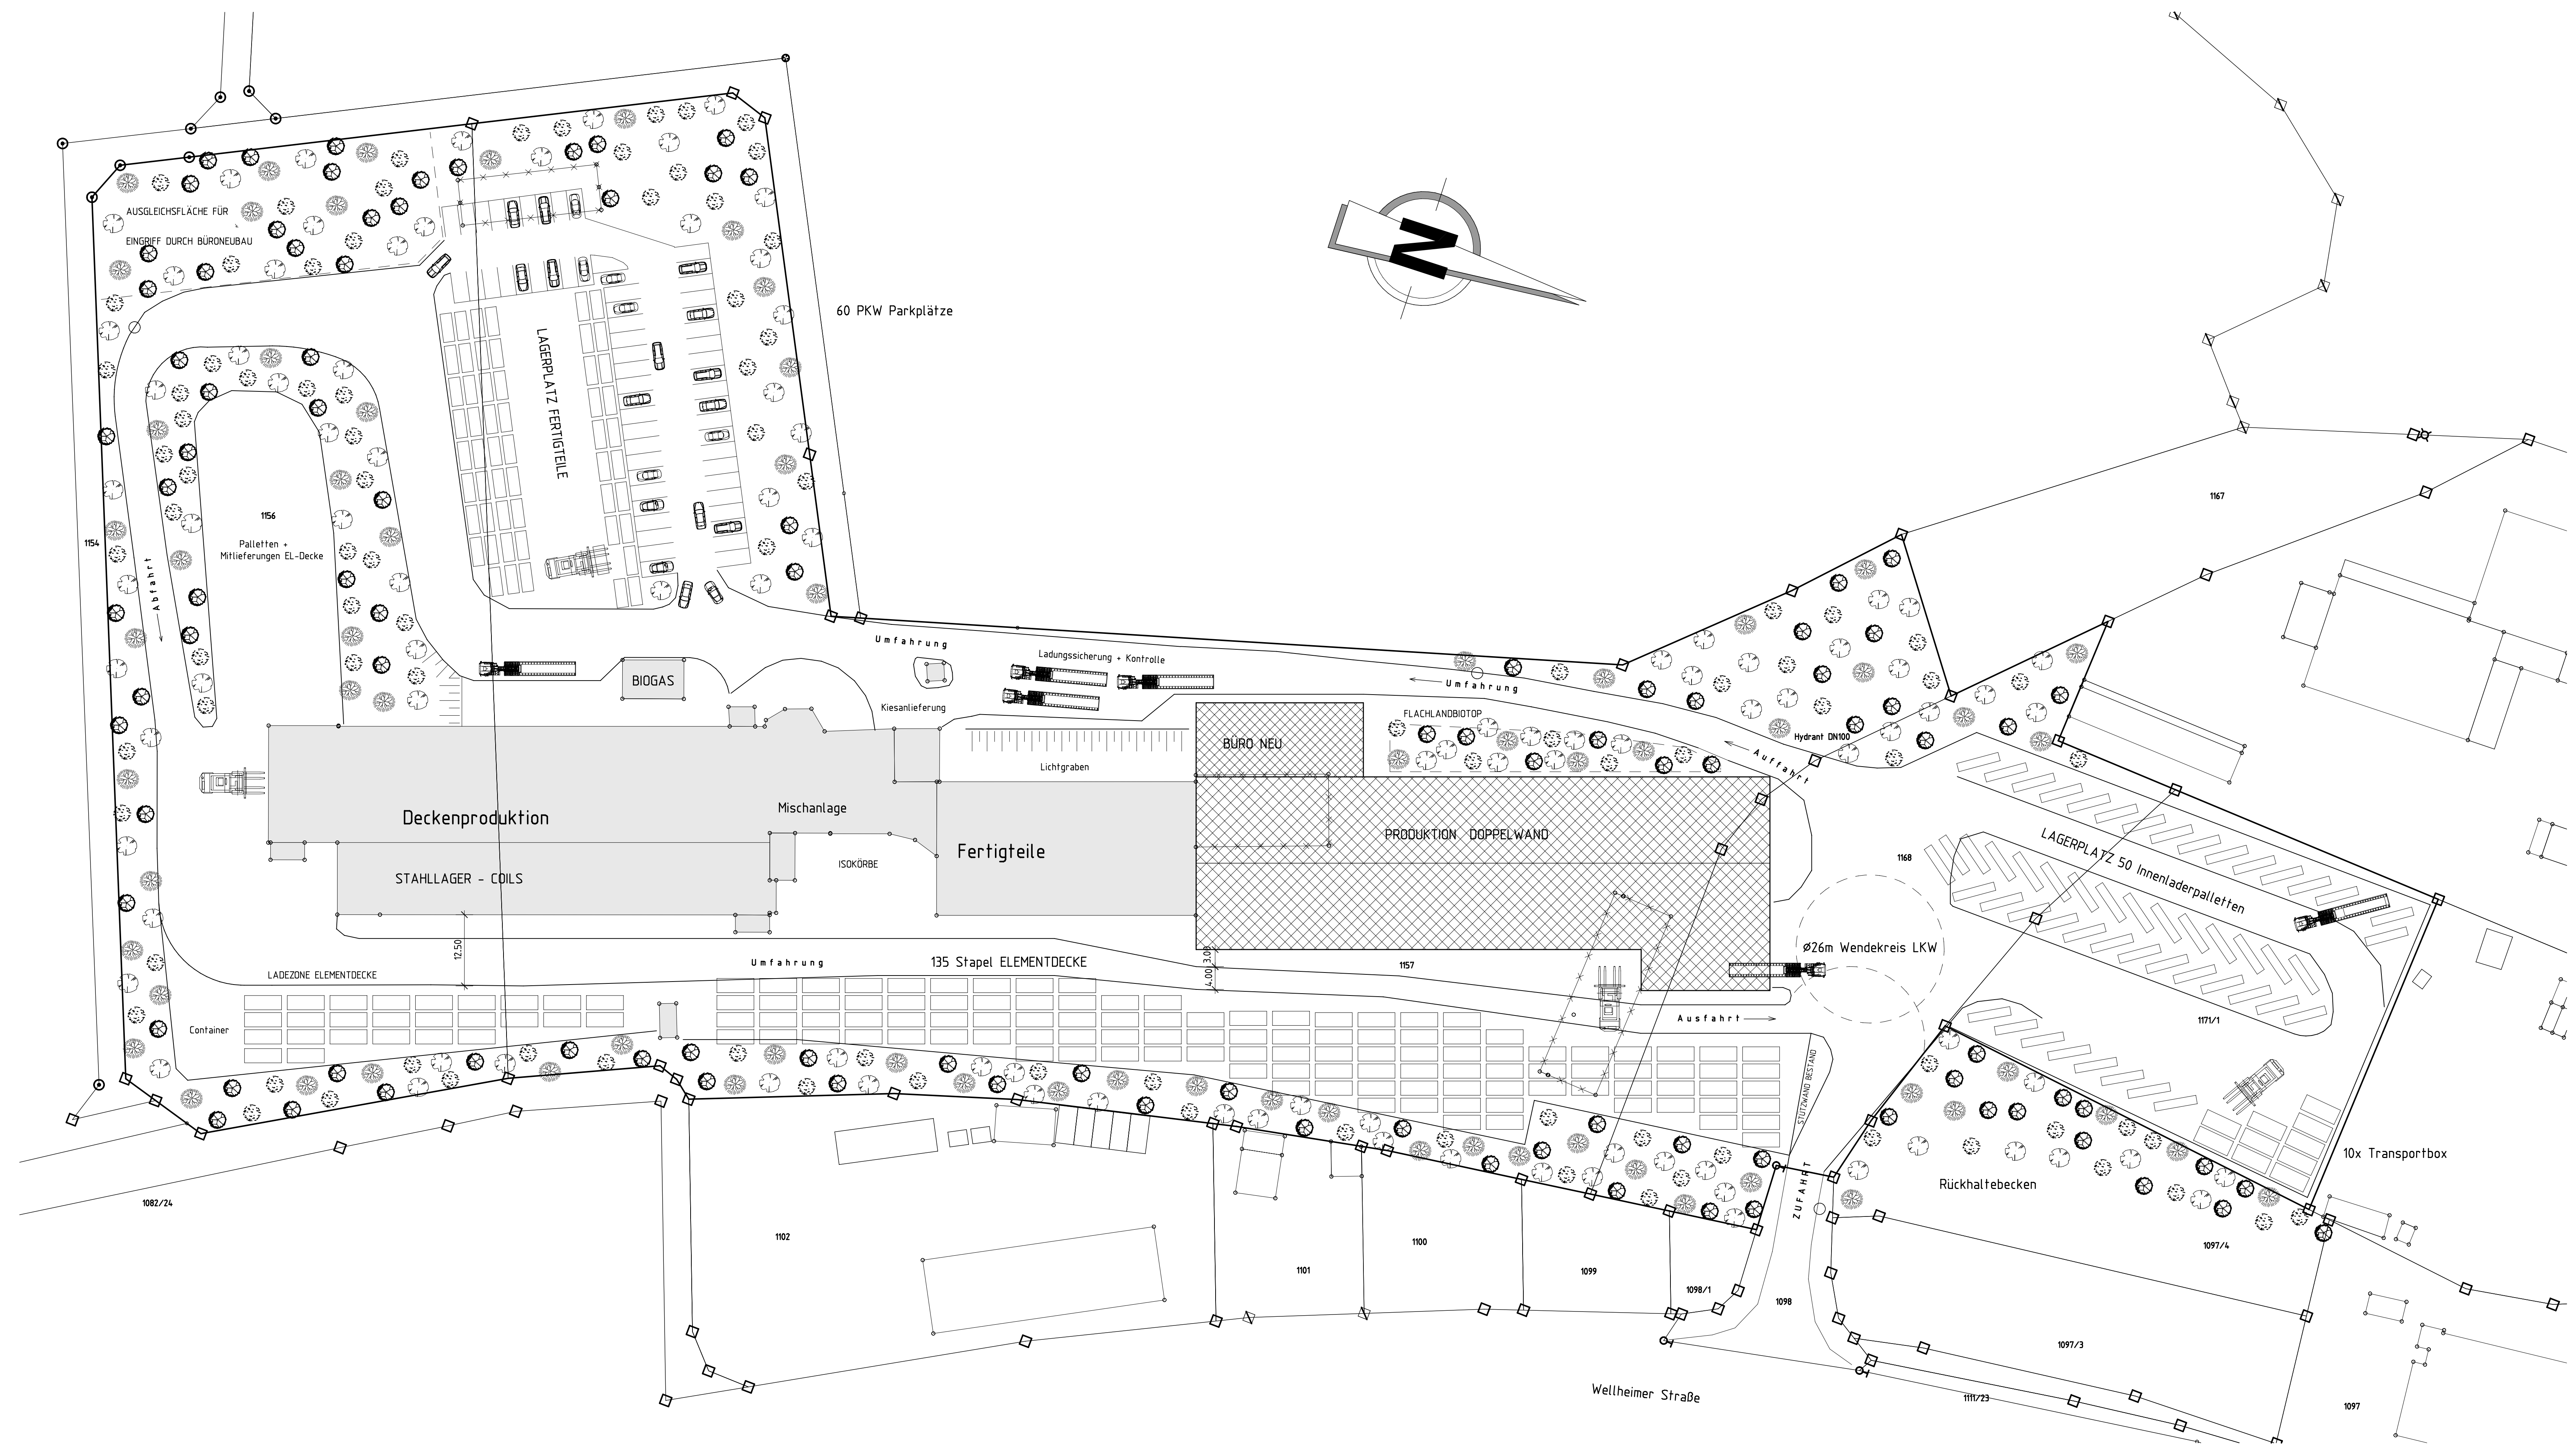 AUSGLEICHSFLÄCHE FÜR
EINGRIFF DURCH BÜRONEUBAU
N
60 PKW Parkplätze
LAGERPLATZ FERTIGTEILE
1167
1156
Palletten +
Mitlieferungen EL-Decke
1154
Abfahrt
Umfahrung
Ladungssicherung + Kontrolle
BIOGAS
Umfahrung
Kiesanlieferung
FLACHLANDBIOTOP
Hydrant DN100
BÜRO NEU
Auffahrt
Lichtgraben
Mischanlage
Deckenproduktion
PRODUKTION DOPPELWAND
Fertigteile
ISOKÖRBE
1168
LAGERPLATZ 50 Innenladerpalletten
STAHLLAGER - COILS
12.50
3.00
4.00
Ø26m Wendekreis LKW
Umfahrung
135 Stapel ELEMENTDECKE
1157
LADEZONE ELEMENTDECKE
Ausfahrt
1171/1
Container
STÜTZWAND BESTAND
10x Transportbox
Rückhaltebecken
ZUFAHRT
1082/24
1102
1100
1097/4
1101
1099
1098/1
1098
1097/3
Wellheimer Straße
1111/23
1097